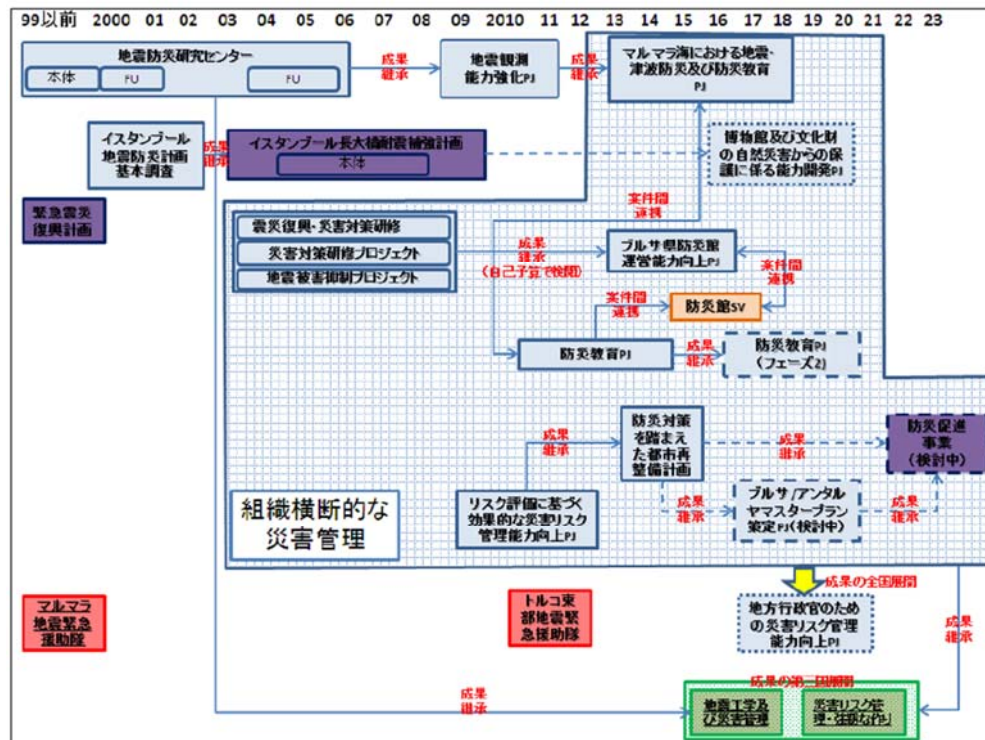 99以前 2000 01 02 03 04 05 06 07 08 09 2010 11 12 13 14 15 16 17 18 19 20 21 22 23
地震防災研究センター
本体
FU
FU
成果
継承
地震観測
能力強化PJ
成果
継承
マルマラ海における地震・
津波防災及び防災教育
PJ
イスタンブール
地震防災計画
基本調査
成果
継承
イスタンブール長大橋耐震補強計画
本体
博物館及び文化財
の自然災害からの保
護に係る能力開発PJ
緊急震災
復興計画
案件間
連携
震災復興・災害対策研修
災害対策研修プロジェクト
地震被害抑制プロジェクト
成果
継承
(自己予算で検閲)
ブルサ県防災館
運営能力向上PJ
案件間
連携
案件間
連携
防災館SV
防災教育PJ
成果
継承
防災教育PJ
(フェーズ2)
成果
継承
防災対策
を踏まえ
た都市再
整備計画
成果
継承
防災促進
事業
(検討中)
組織横断的な
災害管理
リスク評価に基づく
効果的な災害リスク
管理能力向上PJ
成果
継承
ブルサ/アンタル
ヤマスタープラン
策定PJ(検討中)
成果
継承
成果の全国展開
マルマラ
地震緊急
援助隊
トルコ東
部地震緊
急援助隊
地方行政官のため
の災害リスク管理
能力向上PJ
成果
継承
成果の第三国展開
成果
継承
地震工学及
び災害管理
災害リスク管